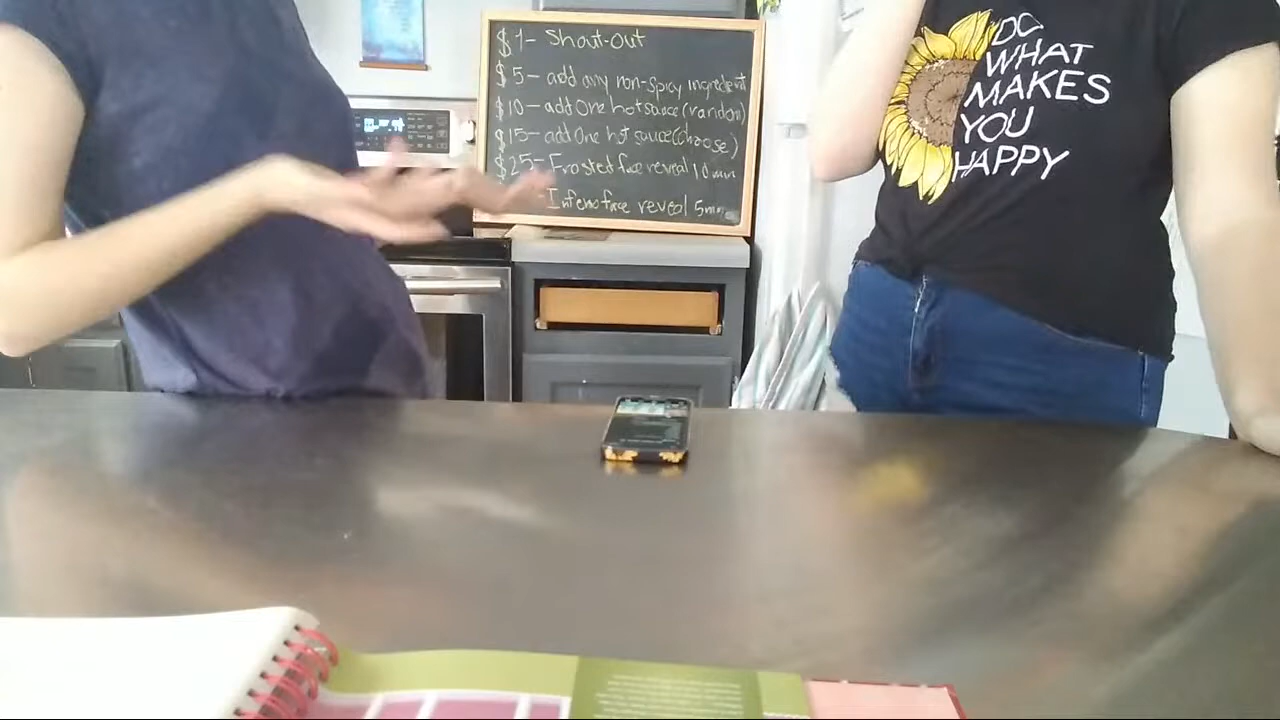 $1- Shout-out
$5- add any non-spicy ingredient
$10- add One hot sauce (random)
$15- add One hot sauce (choose)
$25- Frosted face reveal 10 min
Inferno face reveal 5min
DO
WHAT
MAKES
YOU
HAPPY